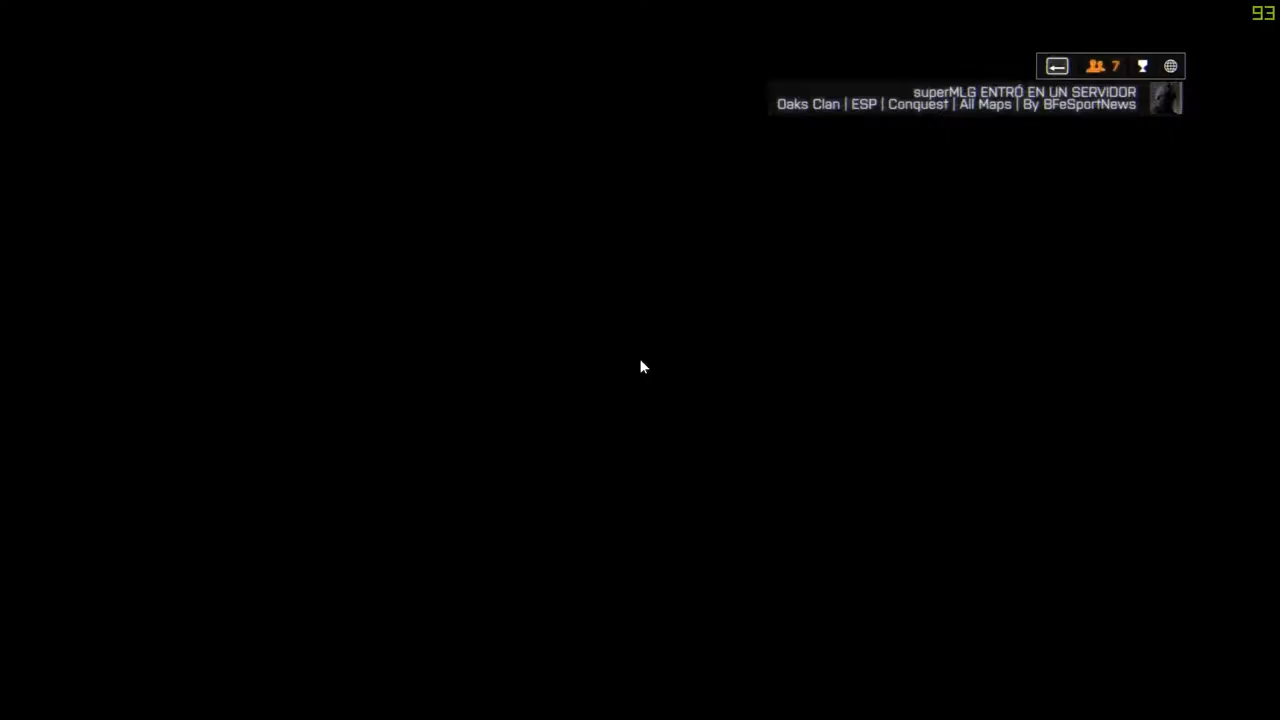 93
7
superMLG ENTRÓ EN UN SERVIDOR
Oaks Clan | ESP | Conquest | All Maps | By BFeSportNews